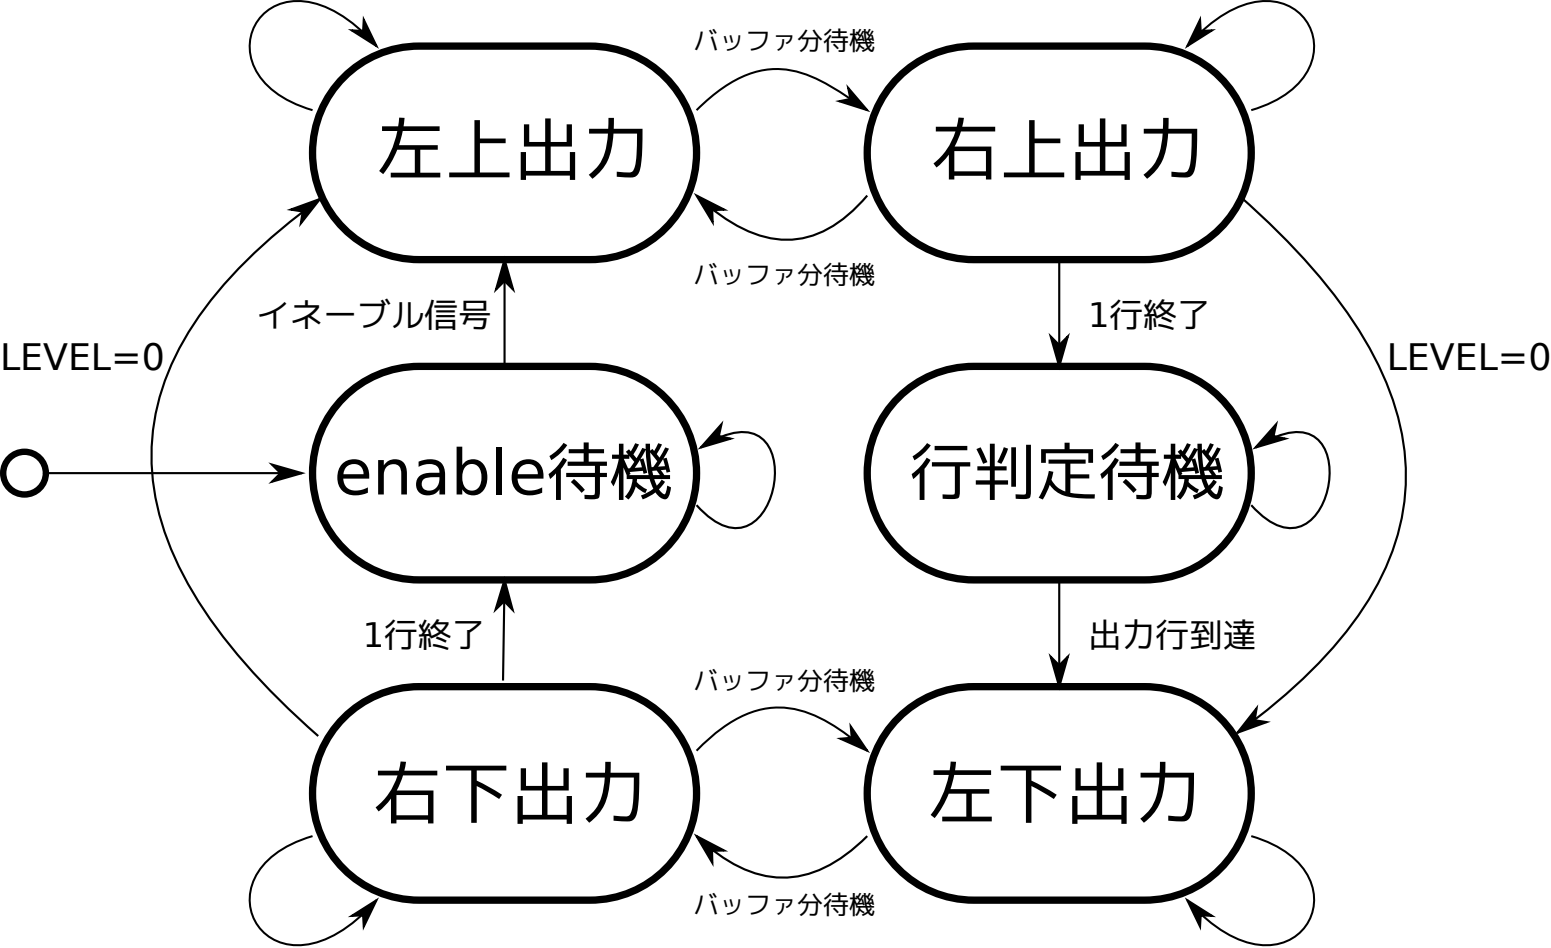 バッファ分待機
左上出力
右上出力
バッファ分待機
イネーブル信号
1行終了
LEVEL=0
LEVEL=0
enable待機
行判定待機
1行終了
出力行到達
バッファ分待機
右下出力
左下出力
バッファ分待機